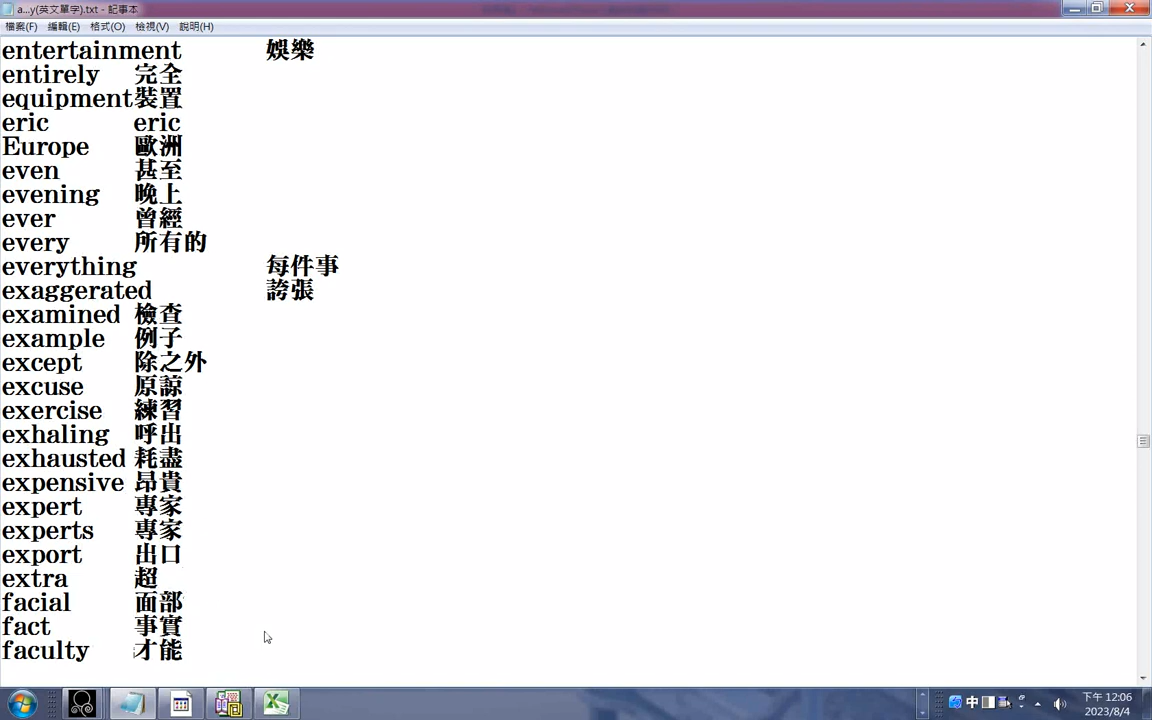 a...y(英文單字).txt - 記事本
檔案(F) 編輯(E) 格式(O) 檢視(V) 說明(H)
entertainment 娛樂
entirely 完全
equipment裝置
eric eric
Europe 歐洲
even 甚至
evening 晚上
ever 曾經
every 所有的
everything 每件事
exaggerated 誇張
examined 檢查
example 例子
except 除之外
excuse 原諒
exercise 練習
exhaling 呼出
exhausted 耗盡
expensive 昂貴
expert 專家
experts 專家
export 出口
extra 超
facial 面部
fact 事實
faculty 才能
中
下午 12:06
2023/8/4